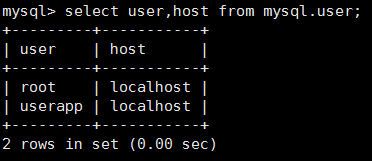 mysql> select user,host from mysql.user;
+---------+-----------+
| user    | host      |
+---------+-----------+
| root    | localhost |
| userapp | localhost |
+---------+-----------+
2 rows in set (0.00 sec)